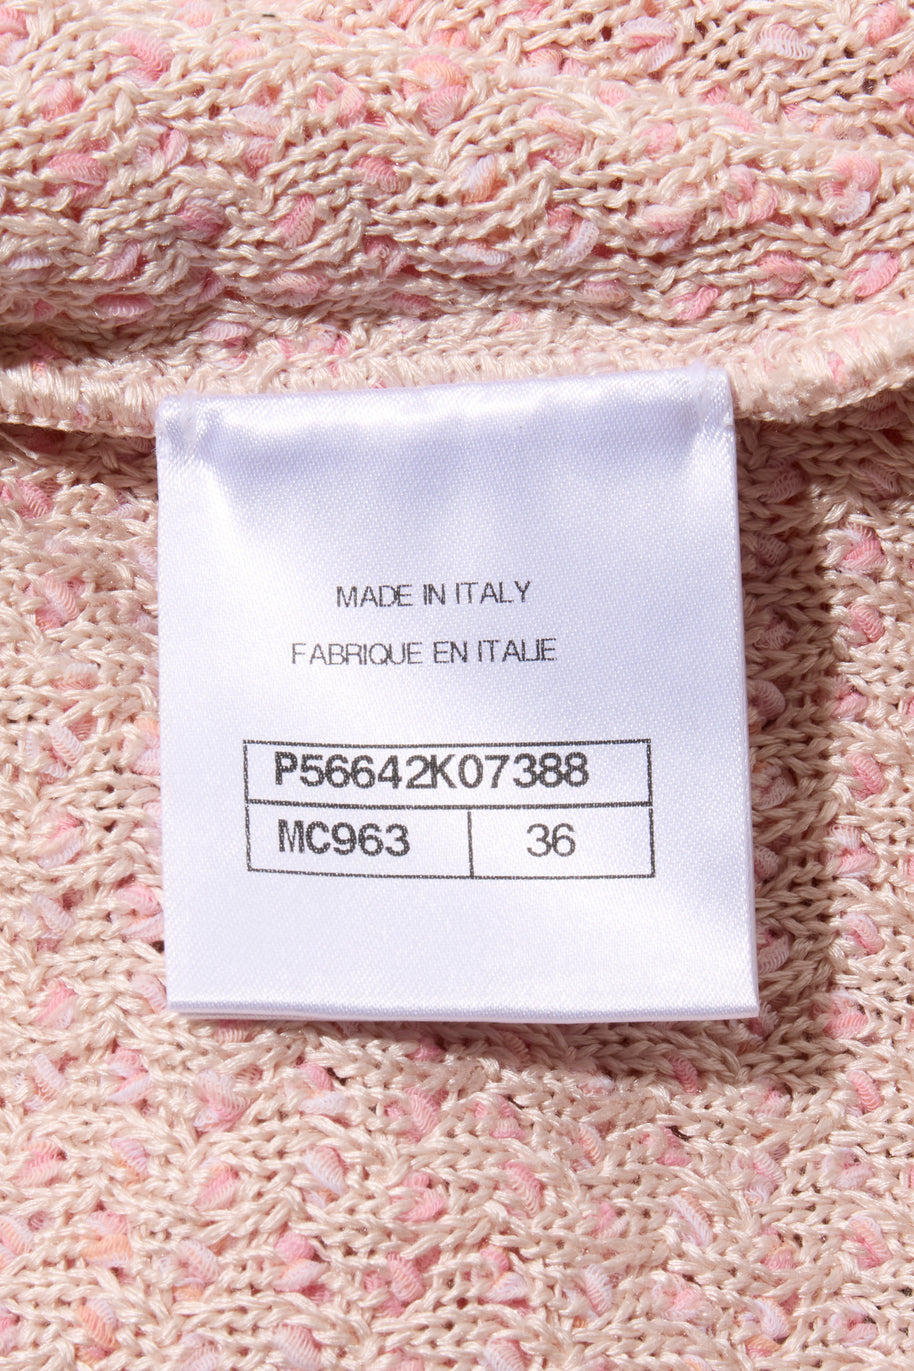 MADE IN ITALY
FABRIQUE EN ITALIE
P56642K07388
MC963 36